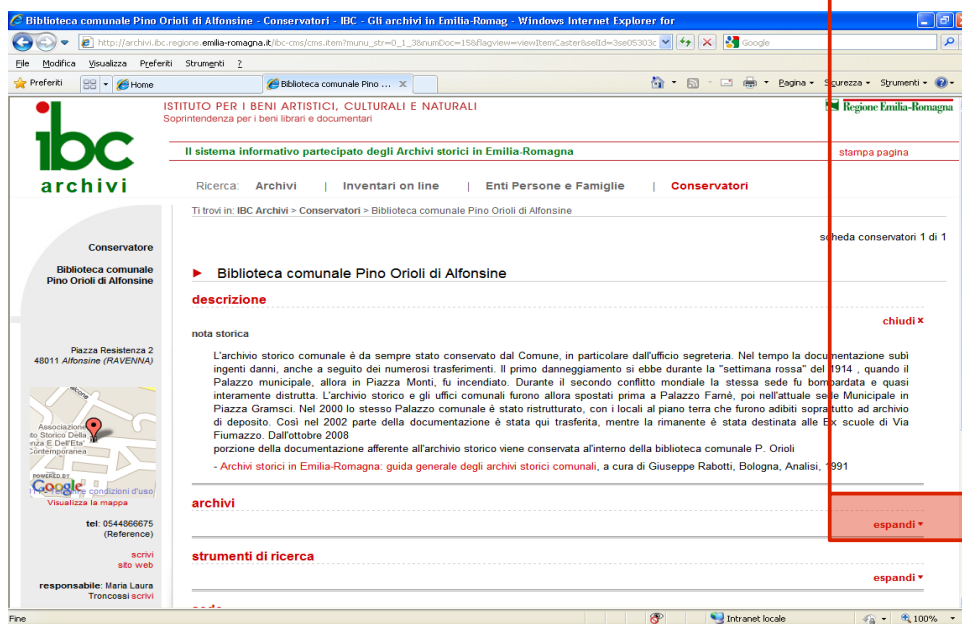 Biblioteca comunale Pino Orioli di Alfonsine - Conservatori - IBC - Gli archivi in Emilia-Romag - Windows Internet Explorer for
http://archivi.ibc.regione.emilia-romagna.it/ibc-cms/cms.item?munu_str=0_1_3&numDoc=15&flagview=viewItemCaster&selId=3se05303c
Google
File Modifica Visualizza Preferiti Strumenti ?
Preferiti Home Biblioteca comunale Pino ... X Pagina Sicurezza Strumenti
ISTITUTO PER I BENI ARTISTICI, CULTURALI E NATURALI
Soprintendenza per i beni librari e documentari
Regione Emilia-Romagna
ibc
archivi
Il sistema informativo partecipato degli Archivi storici in Emilia-Romagna
stampa pagina
Ricerca: Archivi | Inventari on line | Enti Persone e Famiglie | Conservatori
Ti trovi in: IBC Archivi > Conservatori > Biblioteca comunale Pino Orioli di Alfonsine
scheda conservatori 1 di 1
Conservatore
Biblioteca comunale
Pino Orioli di Alfonsine
Piazza Resistenza 2
48011 Alfonsine (RAVENNA)
Associazione
to Storico Della
nza E Dell'Eta'
Contemporanea
POWERED BY
Google
condizioni d'uso
Visualizza la mappa
tel: 0544866675
(Reference)
scrivi
sito web
responsabile: Maria Laura
Troncossi scrivi
Biblioteca comunale Pino Orioli di Alfonsine
descrizione
chiudi x
nota storica
L'archivio storico comunale è da sempre stato conservato dal Comune, in particolare dall'ufficio segreteria. Nel tempo la documentazione subì
ingenti danni, anche a seguito dei numerosi trasferimenti. Il primo danneggiamento si ebbe durante la "settimana rossa" del 1914 , quando il
Palazzo municipale, allora in Piazza Monti, fu incendiato. Durante il secondo conflitto mondiale la stessa sede fu bombardata e quasi
interamente distrutta. L'archivio storico e gli uffici comunali furono allora spostati prima a Palazzo Farnè, poi nell'attuale sede Municipale in
Piazza Gramsci. Nel 2000 lo stesso Palazzo comunale è stato ristrutturato, con i locali al piano terra che furono adibiti soprattutto ad archivio
di deposito. Così nel 2002 parte della documentazione è stata qui trasferita, mentre la rimanente è stata destinata alle Ex scuole di Via
Fiumazzo. Dall'ottobre 2008
porzione della documentazione afferente all'archivio storico viene conservata al'interno della biblioteca comunale P. Orioli
- Archivi storici in Emilia-Romagna: guida generale degli archivi storici comunali, a cura di Giuseppe Rabotti, Bologna, Analisi, 1991
archivi
espandi
strumenti di ricerca
espandi
Fine Intranet locale 100%